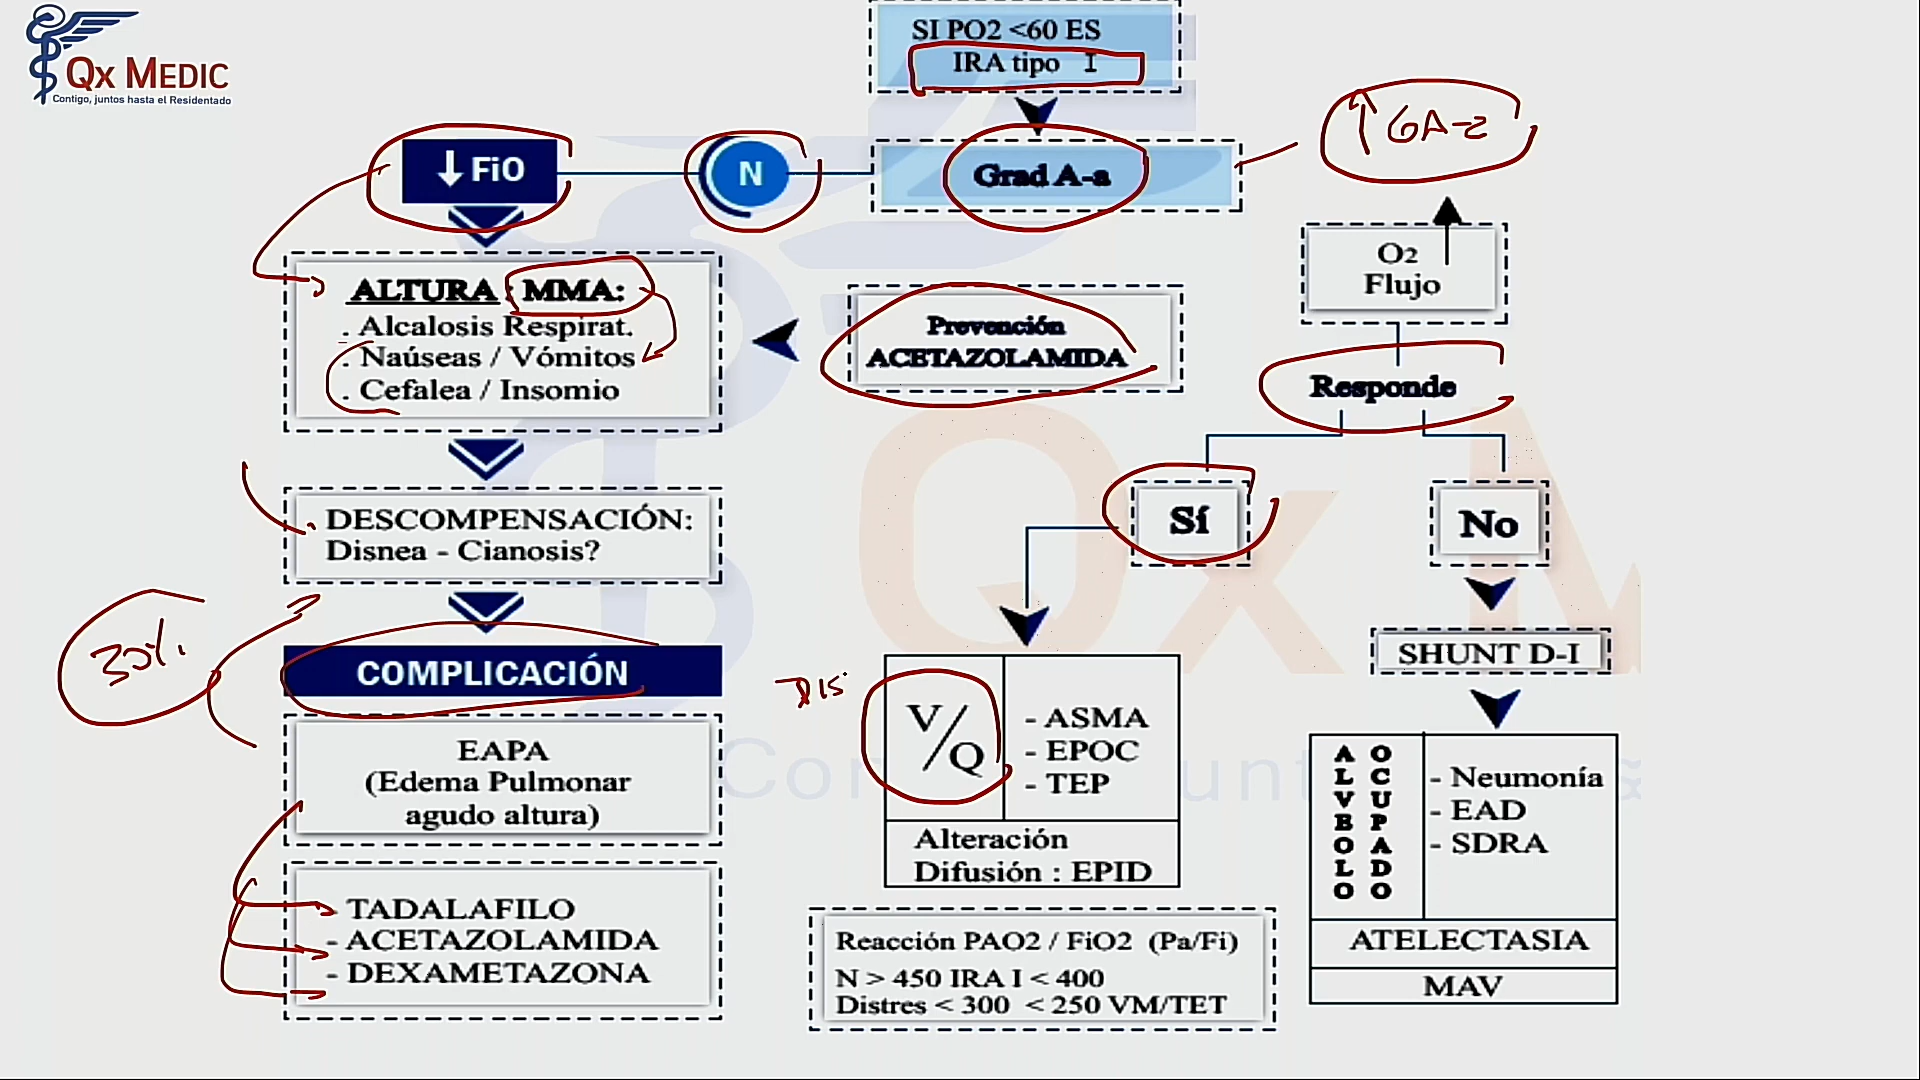 QX MEDIC
Contigo, juntos hasta el Residentado
SI PO2 <60 ES
IRA tipo I
Grad A-a
N
↓ FiO
↑ GA-a
ALTURA : MMA:
. Alcalosis Respirat.
. Naúseas / Vómitos
. Cefalea / Insomio
Prevención
ACETAZOLAMIDA
DESCOMPENSACIÓN:
Disnea - Cianosis?
30%
COMPLICACIÓN
EAPA
(Edema Pulmonar
agudo altura)
- TADALAFILO
- ACETAZOLAMIDA
- DEXAMETAZONA
O2
Flujo
Responde
Sí
No
DIS
V/Q
- ASMA
- EPOC
- TEP
Alteración
Difusión : EPID
Reacción PAO2 / FiO2 (Pa/Fi)
N > 450 IRA I < 400
Distres < 300 < 250 VM/TET
SHUNT D-I
ALVEOLO
OCUPADO
- Neumonía
- EAD
- SDRA
ATELECTASIA
MAV